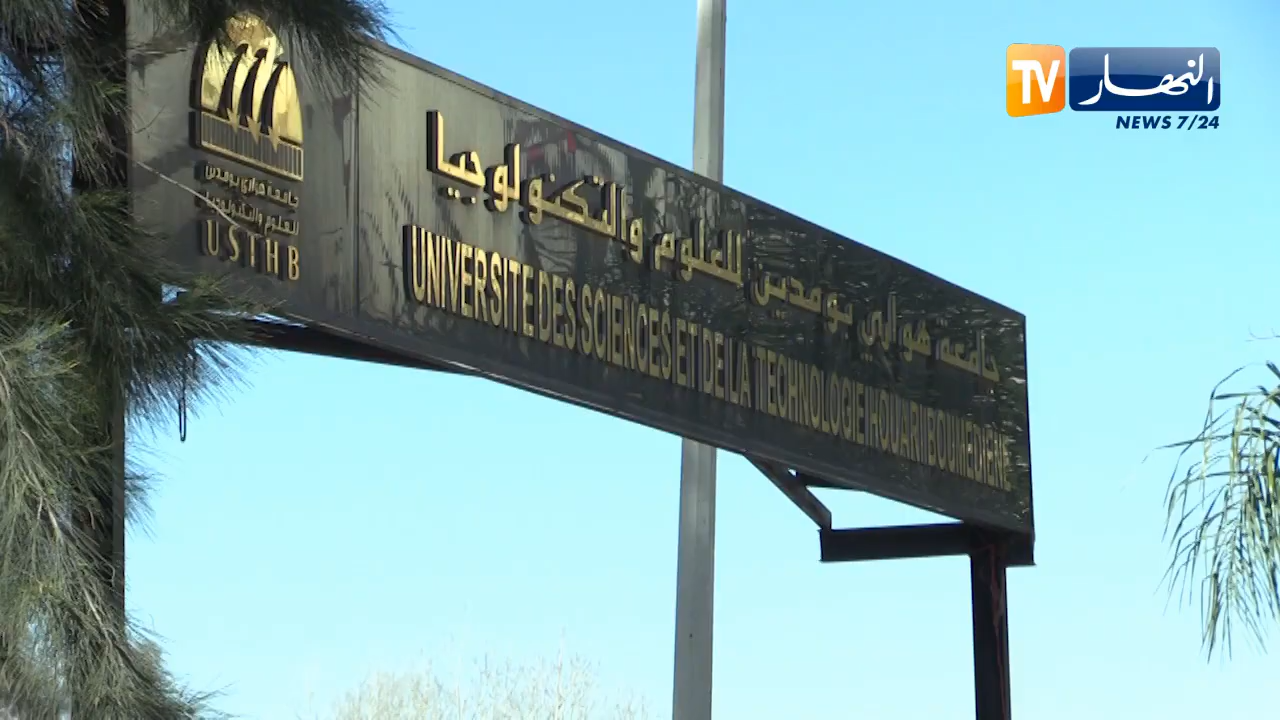 جامعة هواري بومدين
للعلوم والتكنولوجيا
USTHB
جامعة هواري بومدين للعلوم والتكنولوجيا
UNIVERSITE DES SCIENCES ET DE LA TECHNOLOGIE HOUARI BOUMEDIENE
TV النهار
NEWS 7/24